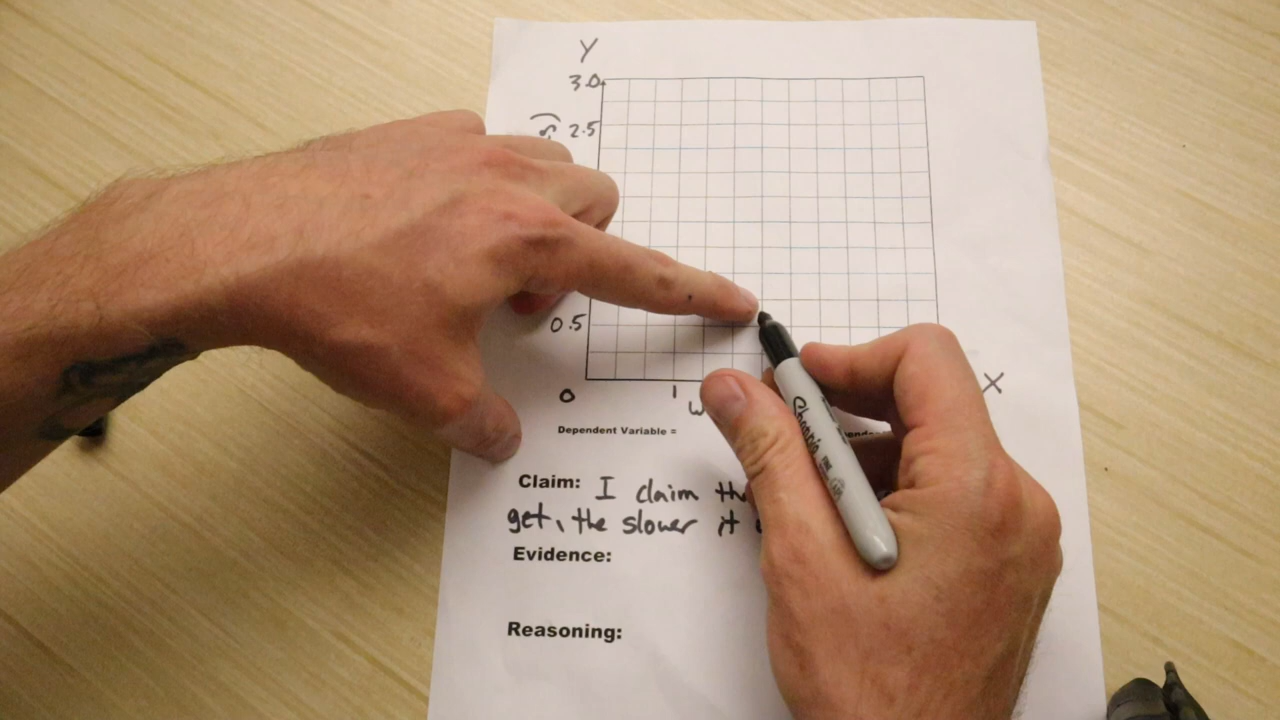 Y
3.0
2.5
0.5
X
0
1
Dependent Variable =
Claim: I claim
get, the slower it
Evidence:
Reasoning:
Sharpie